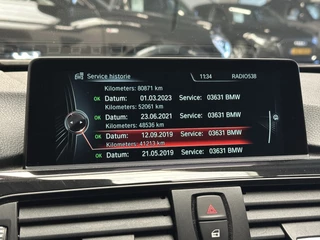 Service historie 11:34 RADIO538
Kilometers: 80871 km
OK Datum: 01.03.2023 Service: 03631 BMW
Kilometers: 52061 km
OK Datum: 23.06.2021 Service: 03631 BMW
Kilometers: 48536 km
OK Datum: 12.09.2019 Service: 03631 BMW
Kilometers: 41217 km
OK Datum: 21.05.2019 Service: 03631 BMW